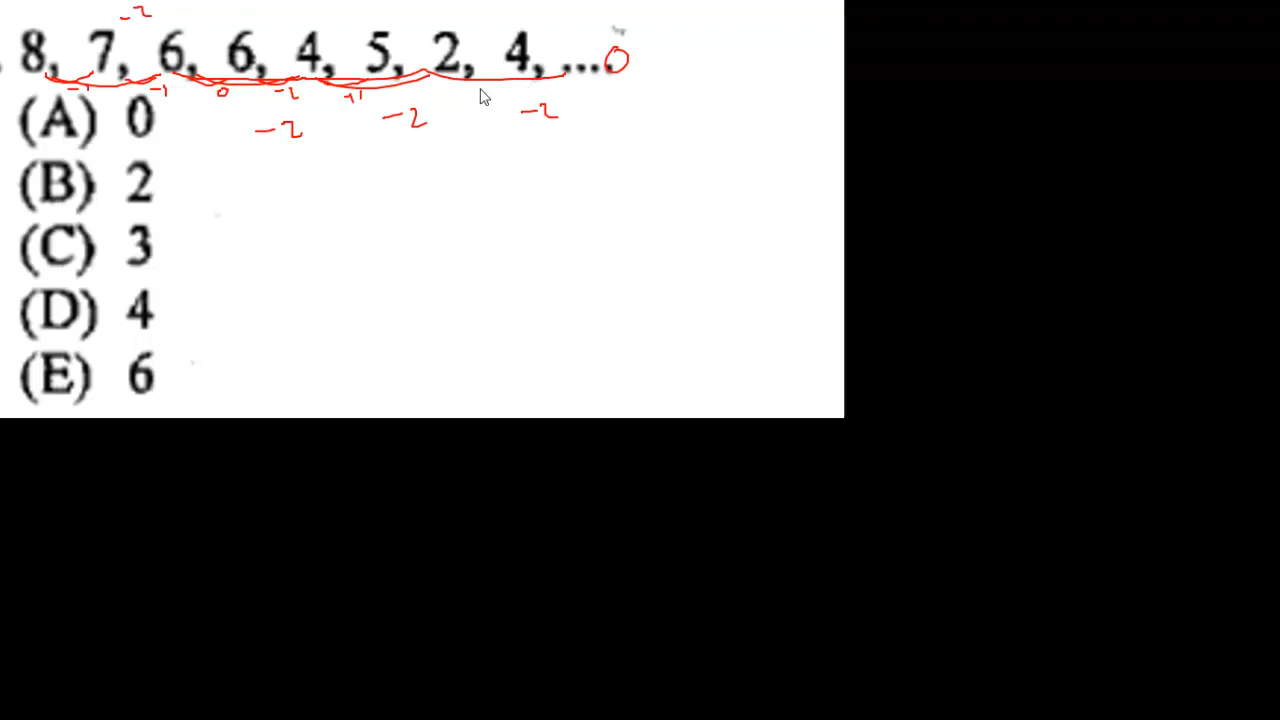 -2
8, 7, 6, 6, 4, 5, 2, 4, .... 0
-1 -1 0 -2 +1
-2 -2 -2
(A) 0
(B) 2
(C) 3
(D) 4
(E) 6